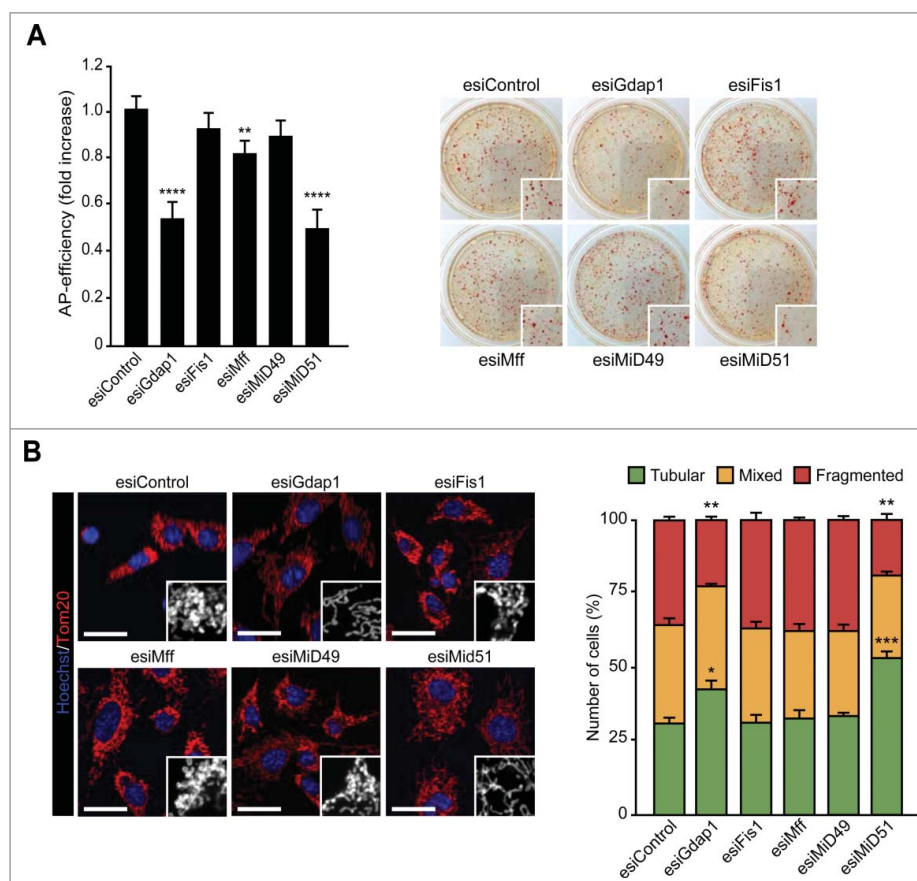 A
AP-efficiency (fold increase)
1.2
1.0
0.8
0.6
0.4
0.2
0
****
**
****
esiControl
esiGdap1
esiFis1
esiMff
esiMiD49
esiMiD51
esiControl esiGdap1 esiFis1
esiMff esiMiD49 esiMiD51
B
Hoechst/Tom20
esiControl esiGdap1 esiFis1
esiMff esiMiD49 esiMid51
Tubular Mixed Fragmented
Number of cells (%)
100
75
50
25
0
** **
* ***
esiControl
esiGdap1
esiFis1
esiMff
esiMiD49
esiMiD51